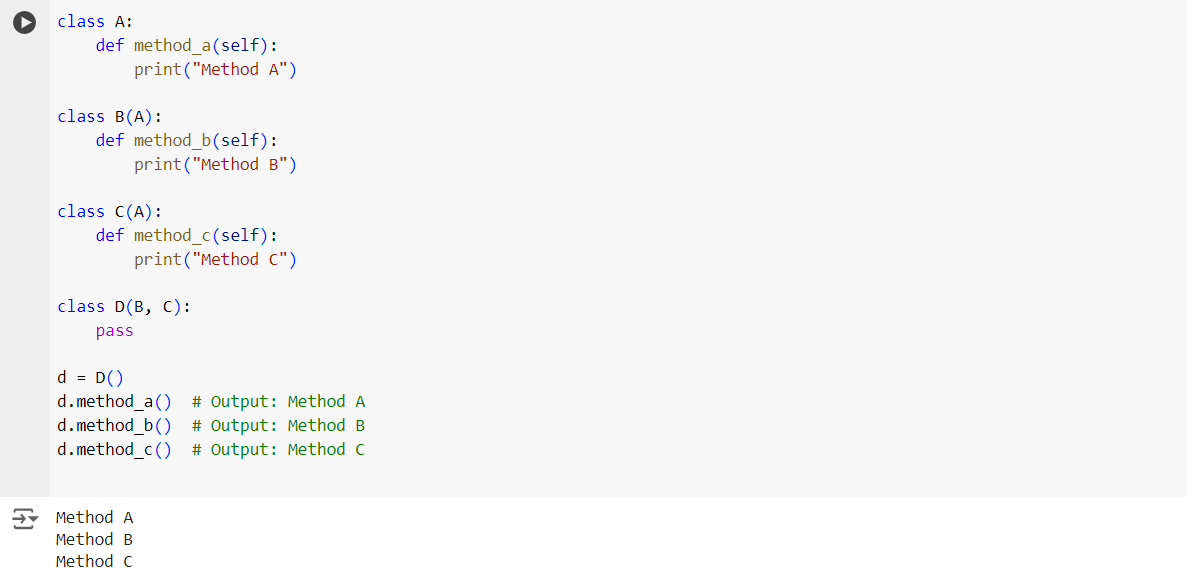 class A:
    def method_a(self):
        print("Method A")

class B(A):
    def method_b(self):
        print("Method B")

class C(A):
    def method_c(self):
        print("Method C")

class D(B, C):
    pass

d = D()
d.method_a()  # Output: Method A
d.method_b()  # Output: Method B
d.method_c()  # Output: Method C

Method A
Method B
Method C